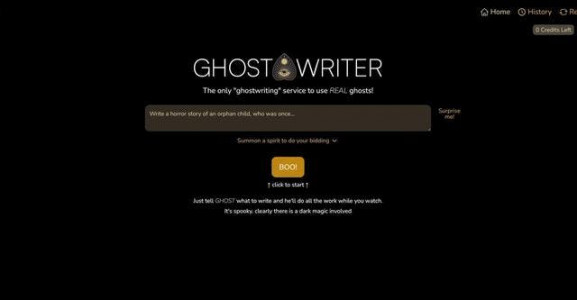 Home
History
Re
0 Credits Left
GHOST WRITER
The only "ghostwriting" service to use REAL ghosts!
Write a horror story of an orphan child, who was once...
Surprise
me!
Summon a spirit to do your bidding
BOO!
↑ click to start ↑
Just tell GHOST what to write and he'll do all the work while you watch.
It's spooky, clearly there is a dark magic involved